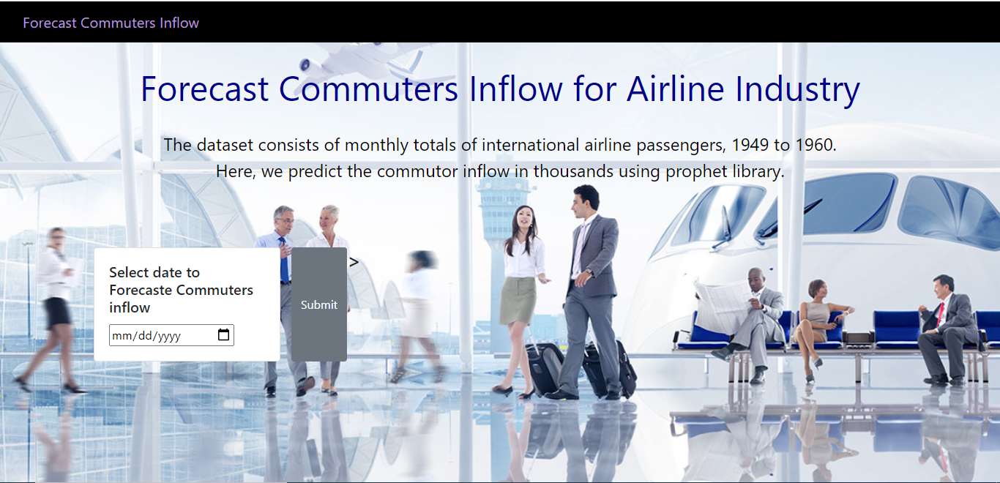 Forecast Commuters Inflow
Forecast Commuters Inflow for Airline Industry
The dataset consists of monthly totals of international airline passengers, 1949 to 1960.
Here, we predict the commutor inflow in thousands using prophet library.
Select date to
Forecaste Commuters
inflow
mm/dd/yyyy
Submit
>